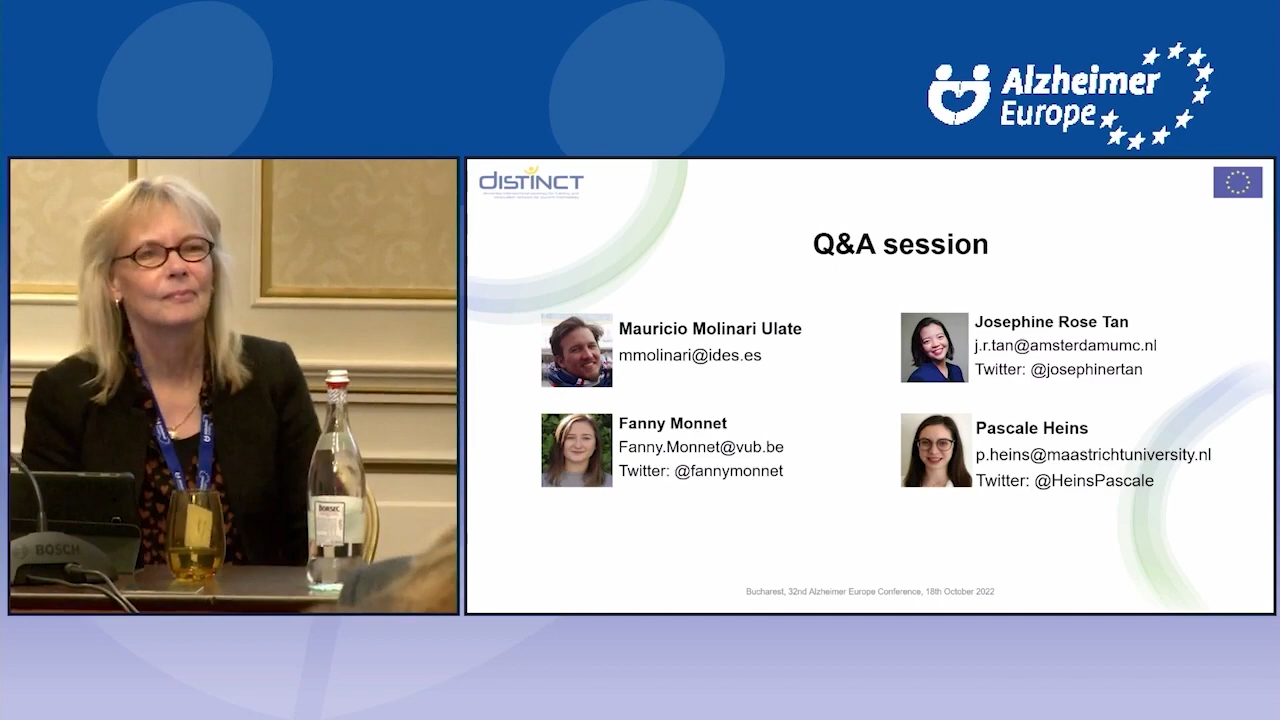 Alzheimer
Europe
DISTINCT
Q&A session
Mauricio Molinari Ulate
mmolinari@ides.es
Josephine Rose Tan
j.r.tan@amsterdamumc.nl
Twitter: @josephinertan
Fanny Monnet
Fanny.Monnet@vub.be
Twitter: @fannymonnet
Pascale Heins
p.heins@maastrichtuniversity.nl
Twitter: @HeinsPascale
Bucharest, 32nd Alzheimer Europe Conference, 18th October 2022
BORSEC
BOSCH